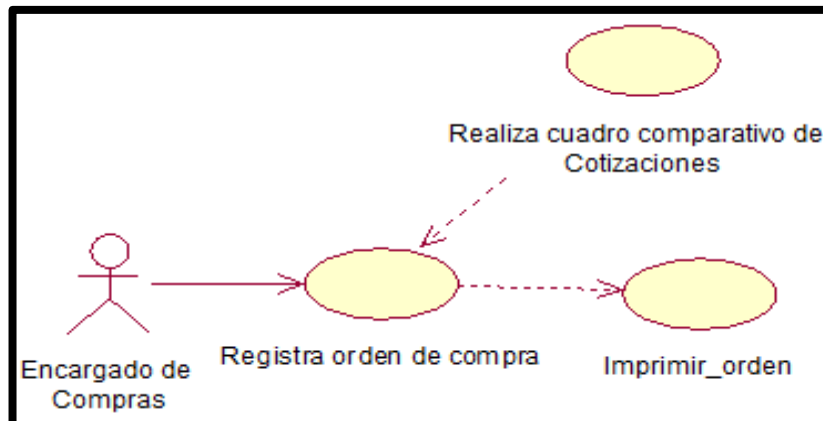 Realiza cuadro comparativo de
Cotizaciones
Registra orden de compra
Imprimir_orden
Encargado de
Compras